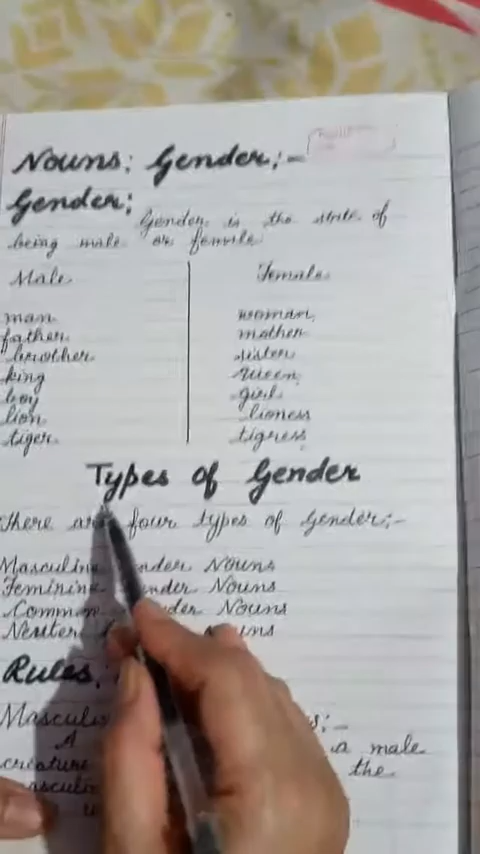 Nouns: Gender:-
Gender:
Gender is the state of
being male or female
Male Female
man woman
father mother
brother sister
king queen
boy girl
lion lioness
tiger tigress
Types of Gender
There are four types of Gender:-
Masculine Gender Nouns
Feminine Gender Nouns
Common Gender Nouns
Neuter Nouns
Rules:
Masculine :-
A a male
creature the